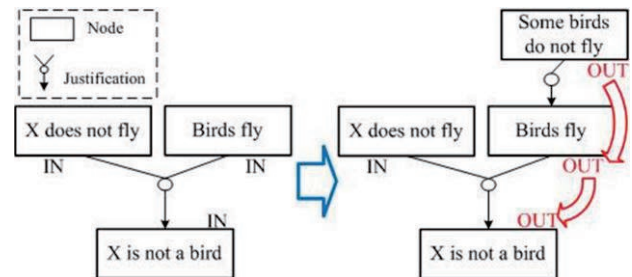 Node
Justification
X does not fly
Birds fly
IN
IN
IN
X is not a bird
Some birds
do not fly
OUT
X does not fly
Birds fly
IN
OUT
OUT
X is not a bird